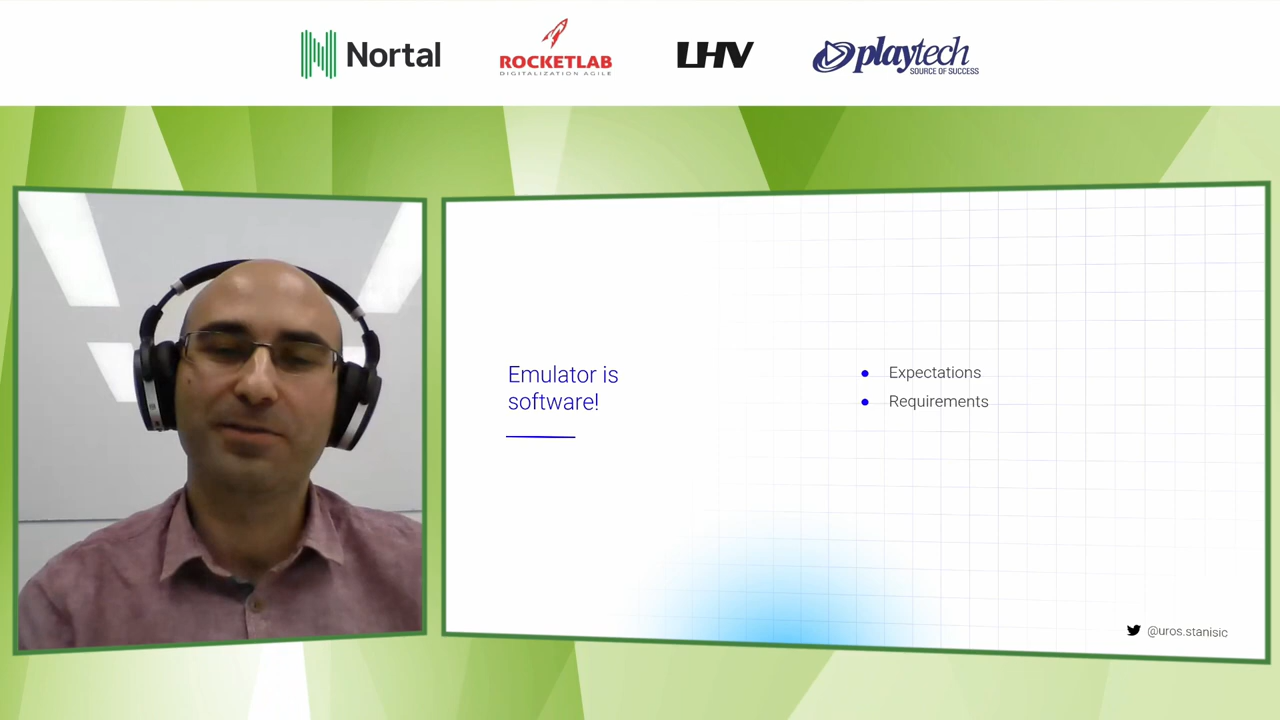 Nortal
ROCKETLAB
DIGITALIZATION AGILE
LHV
playtech
SOURCE OF SUCCESS
Emulator is
software!
Expectations
Requirements
@uros.stanisic